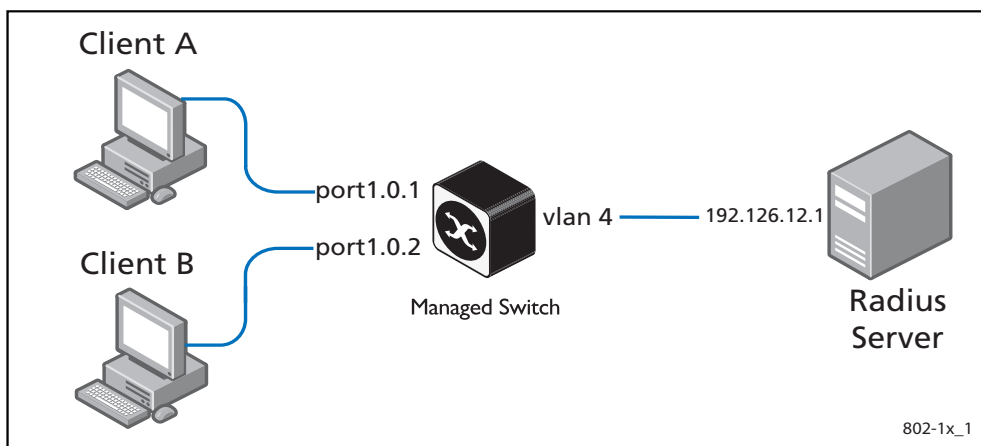 Client A
port1.0.1
vlan 4
192.126.12.1
port1.0.2
Client B
Managed Switch
Radius
Server
802-1x_1